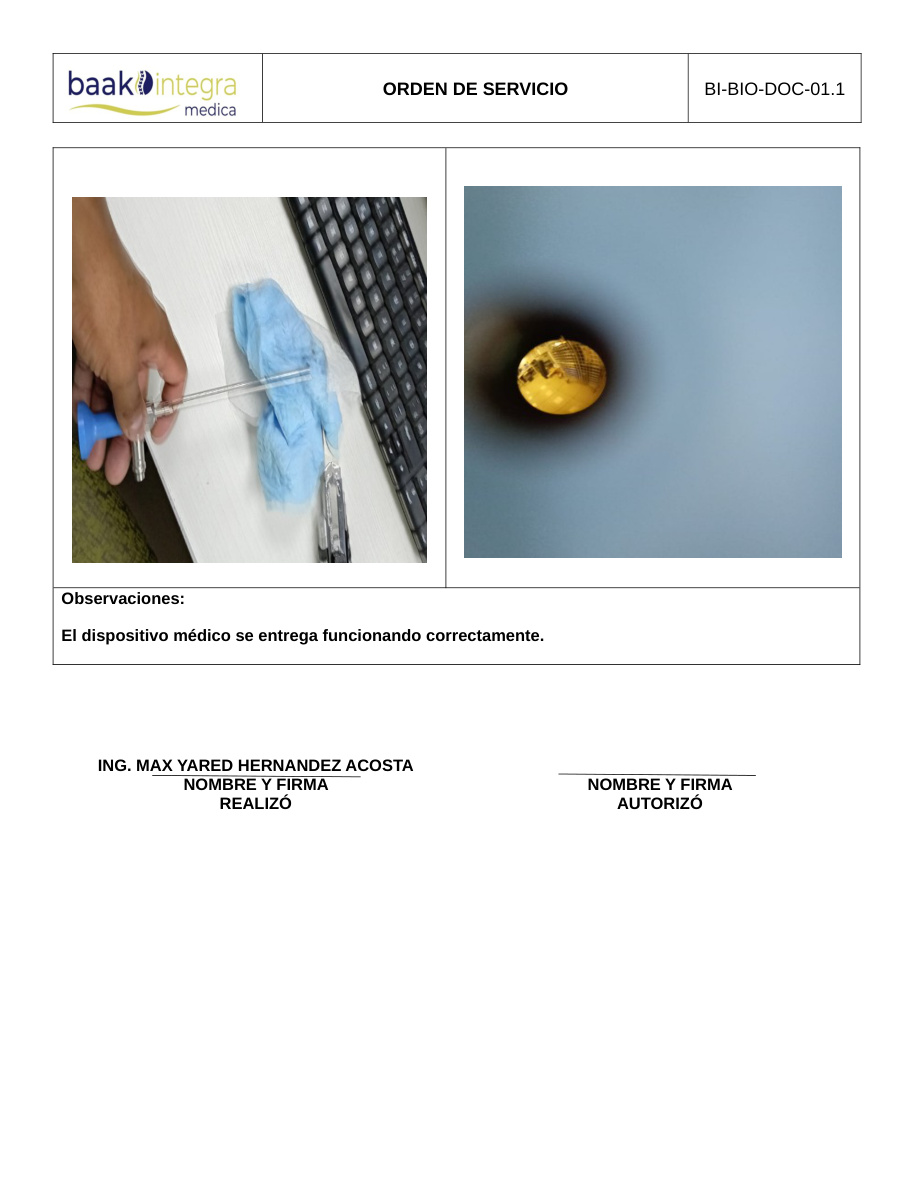 baak integra
medica
ORDEN DE SERVICIO
BI-BIO-DOC-01.1
Observaciones:
El dispositivo médico se entrega funcionando correctamente.
ING. MAX YARED HERNANDEZ ACOSTA
NOMBRE Y FIRMA
REALIZÓ
NOMBRE Y FIRMA
AUTORIZÓ